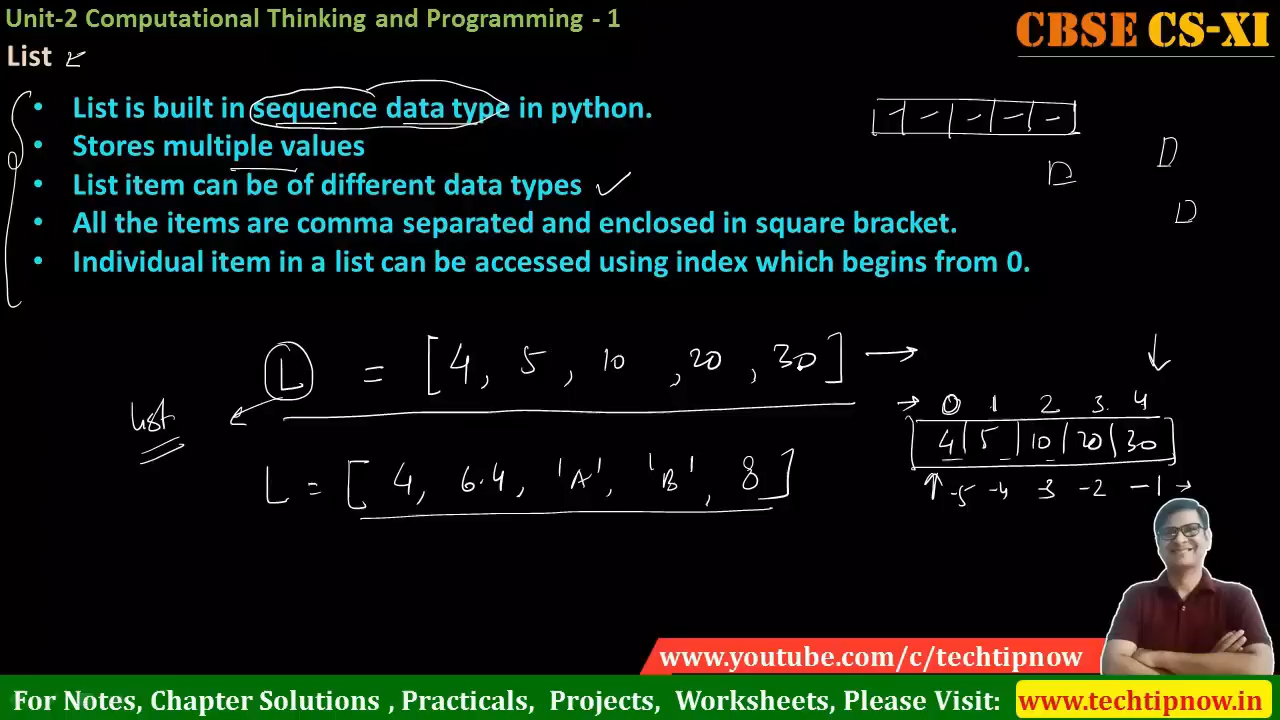 Unit-2 Computational Thinking and Programming - 1
CBSE CS-XI
List
• List is built in sequence data type in python.
• Stores multiple values
• List item can be of different data types
• All the items are comma separated and enclosed in square bracket.
• Individual item in a list can be accessed using index which begins from 0.
D
D
D
L = [4, 5, 10, 20, 30]
list
0 1 2 3 4
4 5 10 20 30
-5 -4 -3 -2 -1
L = [4, 6.4, 'A', 'B', 8]
www.youtube.com/c/techtipnow
For Notes, Chapter Solutions , Practicals, Projects, Worksheets, Please Visit: www.techtipnow.in